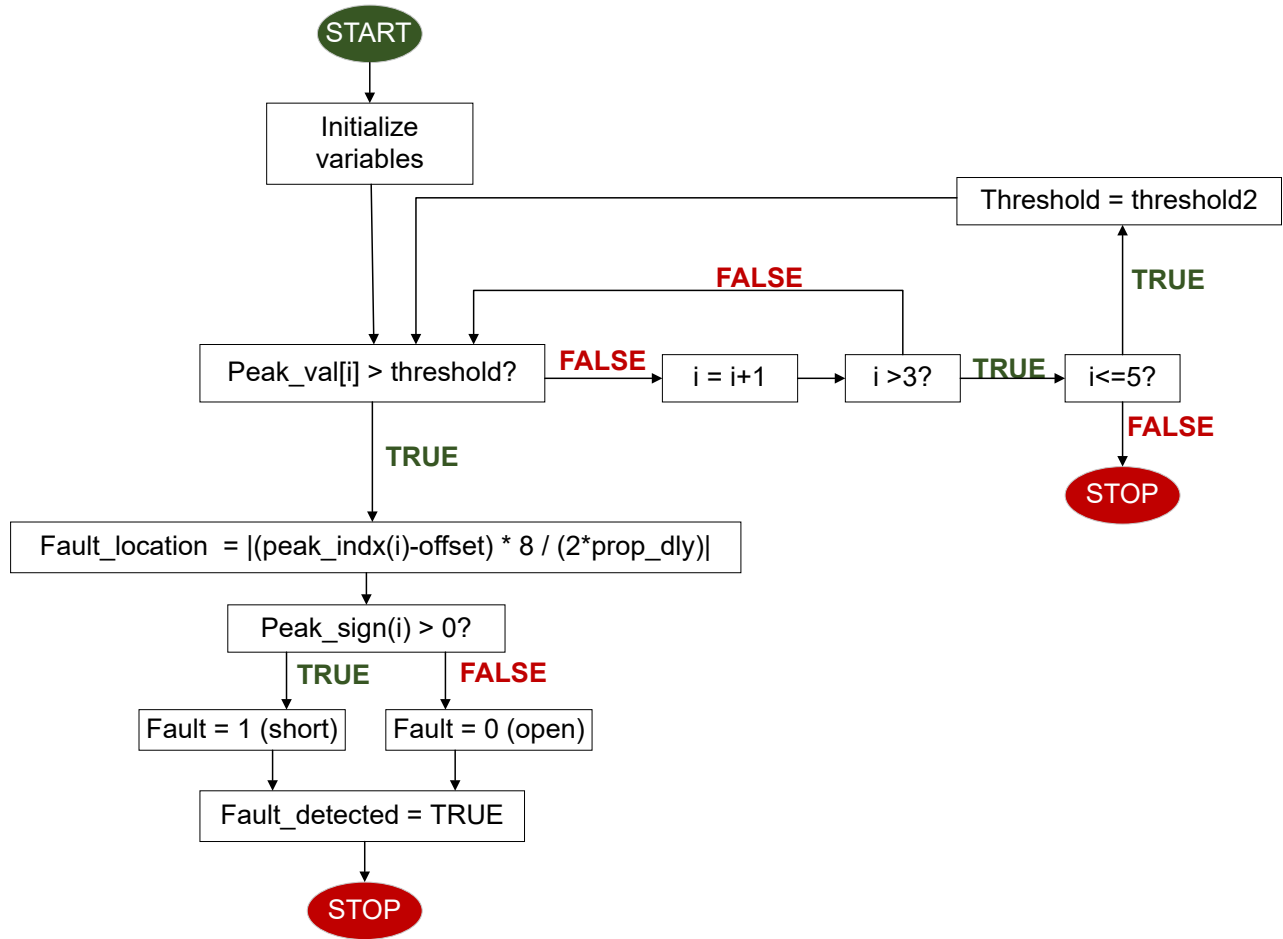 START
Initialize
variables
Threshold = threshold2
TRUE
FALSE
Peak_val[i] > threshold?
FALSE
i = i+1
i >3?
TRUE
i<=5?
FALSE
STOP
TRUE
Fault_location  = |(peak_indx(i)-offset) * 8 / (2*prop_dly)|
Peak_sign(i) > 0?
TRUE
FALSE
Fault = 1 (short)
Fault = 0 (open)
Fault_detected = TRUE
STOP